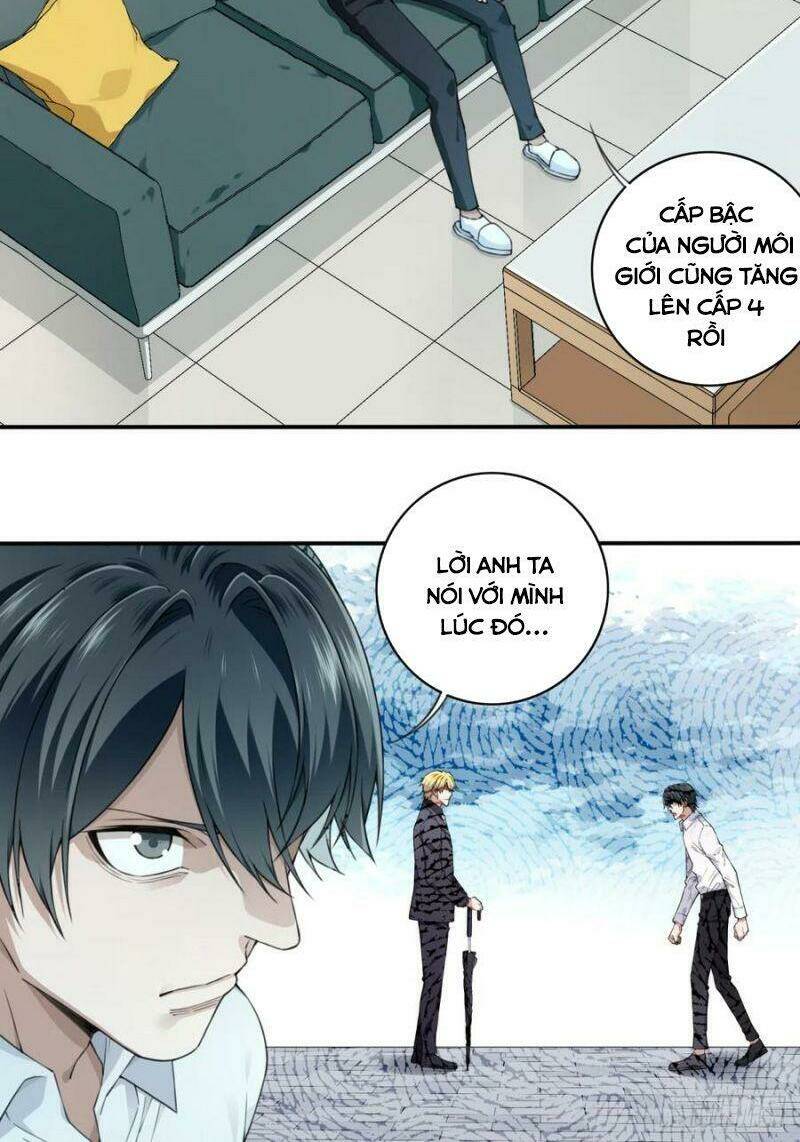 CẤP BẬC
CỦA NGƯỜI MÔI
GIỚI CŨNG TĂNG
LÊN CẤP 4
RỒI
LỜI ANH TA
NÓI VỚI MÌNH
LÚC ĐÓ...